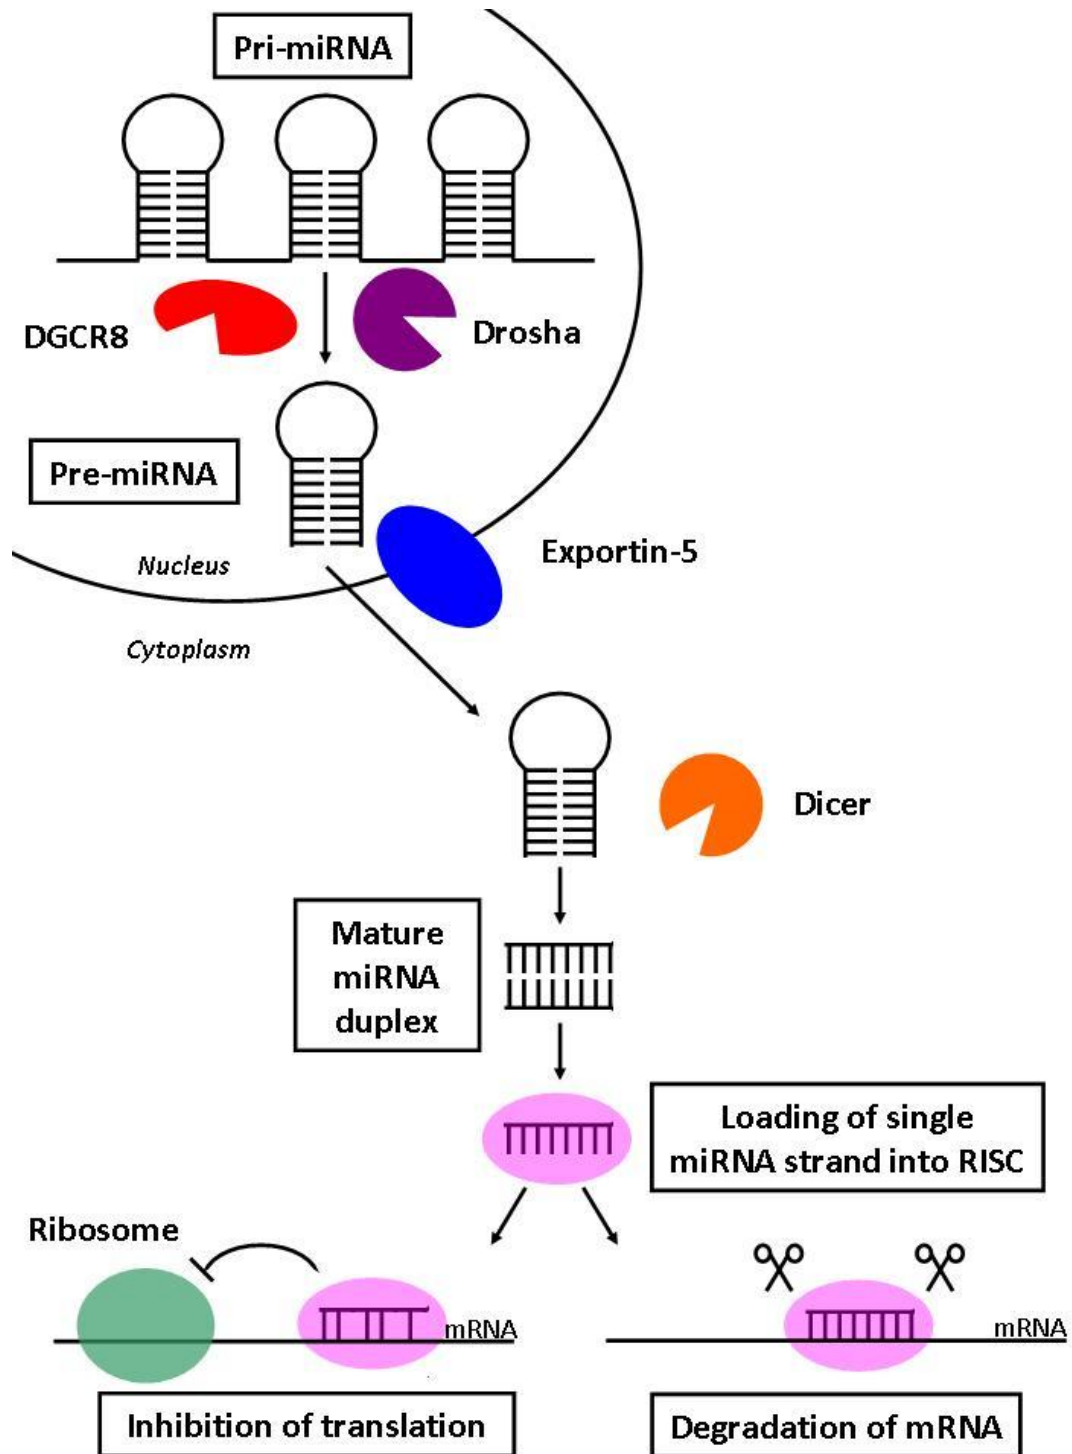 Pri-miRNA
DGCR8
Drosha
Pre-miRNA
Nucleus
Exportin-5
Cytoplasm
Dicer
Mature
miRNA
duplex
Loading of single
miRNA strand into RISC
Ribosome
mRNA
mRNA
Inhibition of translation
Degradation of mRNA